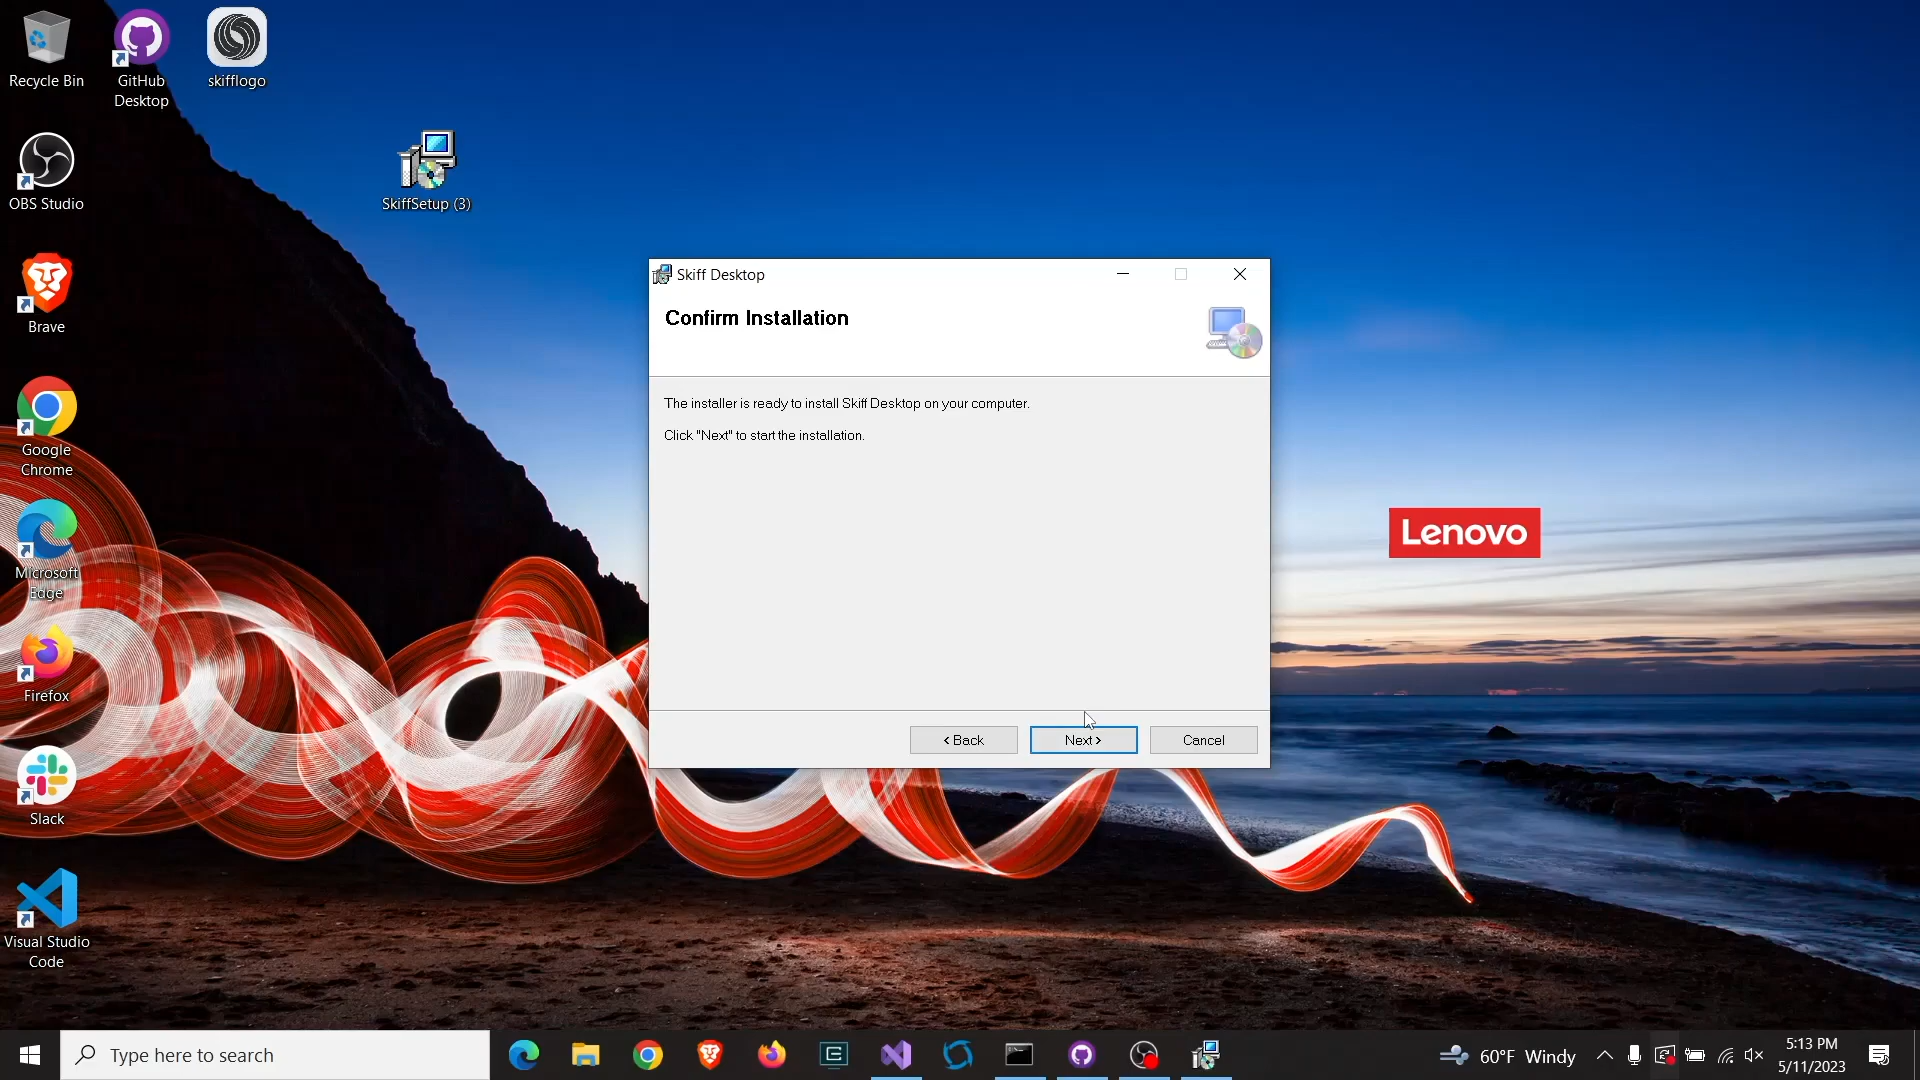 Recycle Bin
GitHub
Desktop
skifflogo
OBS Studio
SkiffSetup (3)
Brave
Google
Chrome
Microsoft
Edge
Firefox
Slack
Visual Studio
Code
Skiff Desktop
Confirm Installation
The installer is ready to install Skiff Desktop on your computer.
Click "Next" to start the installation.
< Back
Next >
Cancel
Lenovo
Type here to search
60°F Windy
5:13 PM
5/11/2023